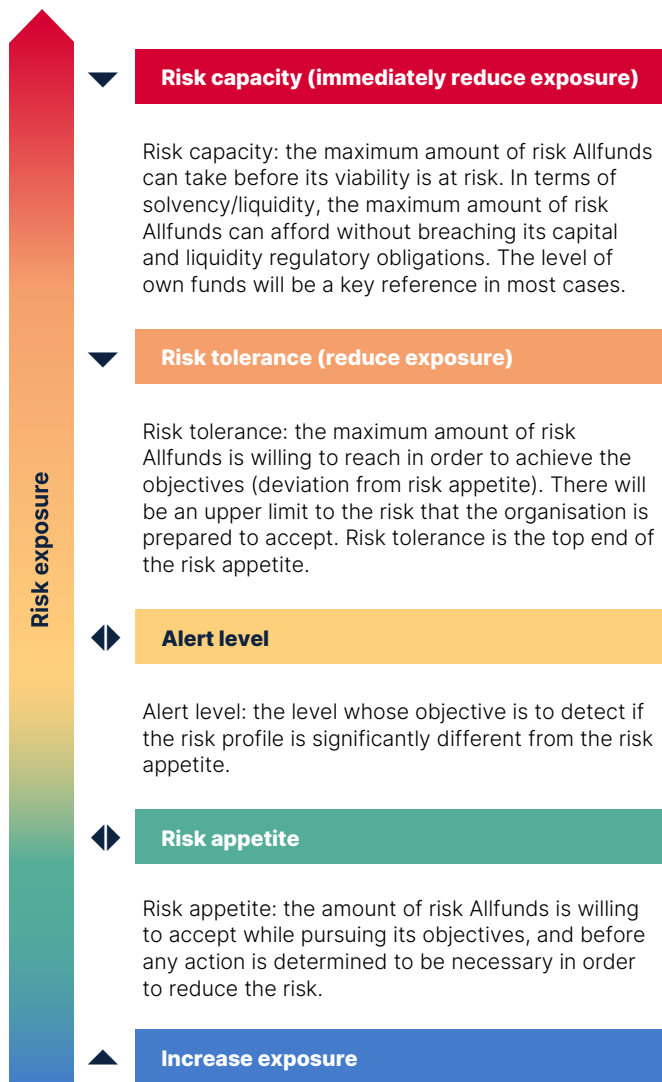 Risk exposure
Risk capacity (immediately reduce exposure)
Risk capacity: the maximum amount of risk Allfunds
can take before its viability is at risk. In terms of
solvency/liquidity, the maximum amount of risk
Allfunds can afford without breaching its capital
and liquidity regulatory obligations. The level of
own funds will be a key reference in most cases.
Risk tolerance (reduce exposure)
Risk tolerance: the maximum amount of risk
Allfunds is willing to reach in order to achieve the
objectives (deviation from risk appetite). There will
be an upper limit to the risk that the organisation is
prepared to accept. Risk tolerance is the top end of
the risk appetite.
Alert level
Alert level: the level whose objective is to detect if
the risk profile is significantly different from the risk
appetite.
Risk appetite
Risk appetite: the amount of risk Allfunds is willing
to accept while pursuing its objectives, and before
any action is determined to be necessary in order
to reduce the risk.
Increase exposure